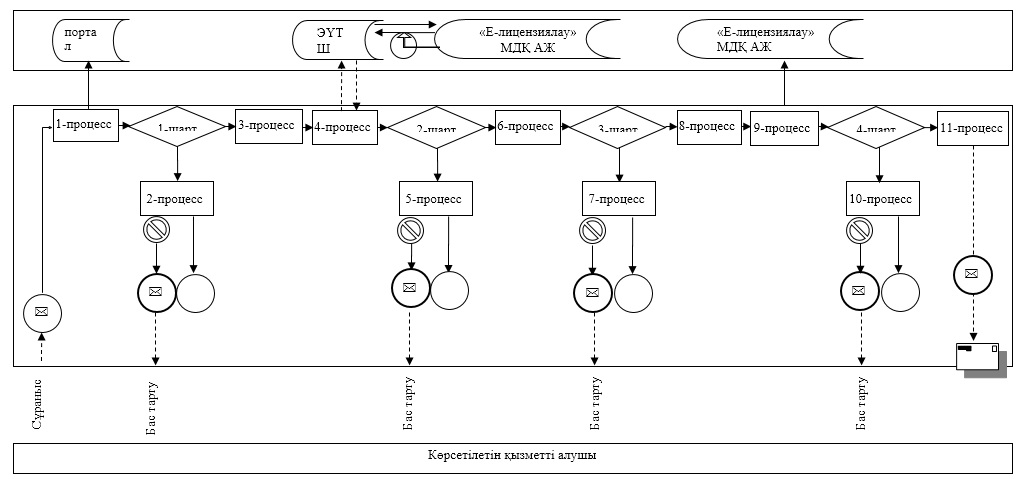 порта
л
ЭҮТ
Ш
«Е-лицензиялау»
МДҚ АЖ
«Е-лицензиялау»
МДҚ АЖ
1-процесс
1-шарт
3-процесс
4-процесс
2-шарт
6-процесс
3-шарт
8-процесс
9-процесс
4-шарт
11-процесс
2-процесс
5-процесс
7-процесс
10-процесс
Сұраныс
Бас тарту
Бас тарту
Бас тарту
Бас тарту
Көрсетілетін қызметті алушы